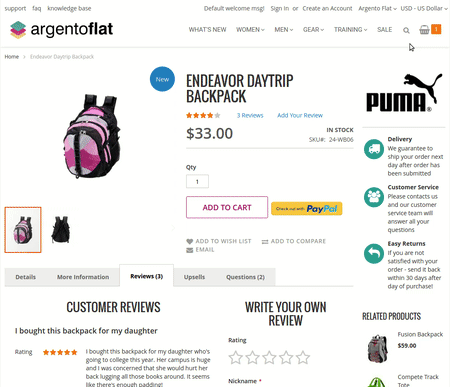 support faq knowledge base
Default welcome msg! Sign In or Create an Account Argento Flat USD - US Dollar
argentoflat
WHAT'S NEW WOMEN MEN GEAR TRAINING SALE
1
Home > Endeavor Daytrip Backpack
New
ENDEAVOR DAYTRIP
BACKPACK
3 Reviews Add Your Review
$33.00
IN STOCK
SKU#: 24-WB06
Qty
1
ADD TO CART
Check out with PayPal
ADD TO WISH LIST ADD TO COMPARE
EMAIL
PUMA
Delivery
We guarantee to
ship your order next
day after order has
been submitted
Customer Service
Please contacts us
and our customer
service team will
answer all your
questions
Easy Returns
If you are not
satisfied with your
order - send it back
within 30 days after
day of purchase!
Details More Information Reviews (3) Upsells Questions (2)
CUSTOMER REVIEWS
I bought this backpack for my daughter
Rating
I bought this backpack for my daughter who's
going to college this year. Her campus is huge
and I was concerned that she would hurt her
back lugging all those books around. It seems
like there's enough padding!
WRITE YOUR OWN
REVIEW
Rating
Nickname *
RELATED PRODUCTS
Fusion Backpack
$59.00
Compete Track
Tote